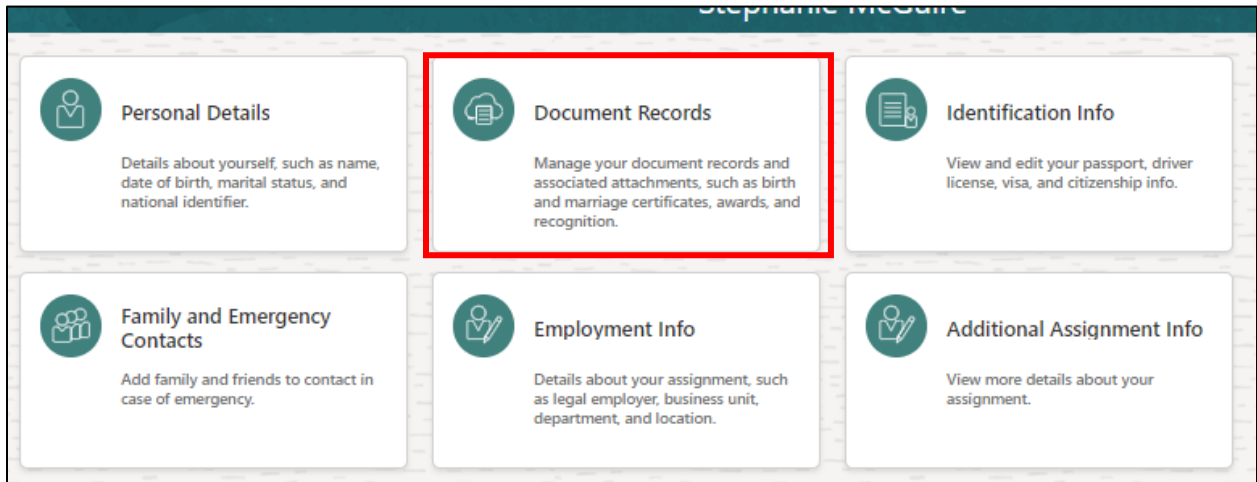 Stephanie McGuire
Personal Details
Details about yourself, such as name,
date of birth, marital status, and
national identifier.
Document Records
Manage your document records and
associated attachments, such as birth
and marriage certificates, awards, and
recognition.
Identification Info
View and edit your passport, driver
license, visa, and citizenship info.
Family and Emergency
Contacts
Add family and friends to contact in
case of emergency.
Employment Info
Details about your assignment, such
as legal employer, business unit,
department, and location.
Additional Assignment Info
View more details about your
assignment.